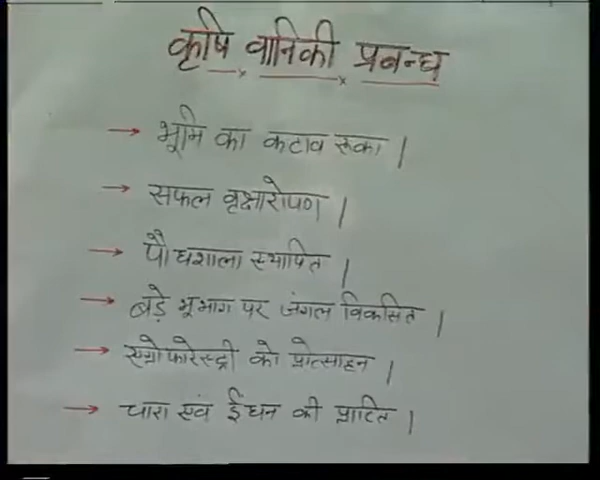 कृषि वानिकी प्रबन्ध
→ भूमि का कटाव रूका |
→ सफल वृक्षारोपण |
→ पौधशाला स्थापित |
→ बड़े भूभाग पर जंगल विकसित |
→ एग्रोफोरेस्ट्री को प्रोत्साहन |
→ चारा एवं ईंधन की प्राप्ति |